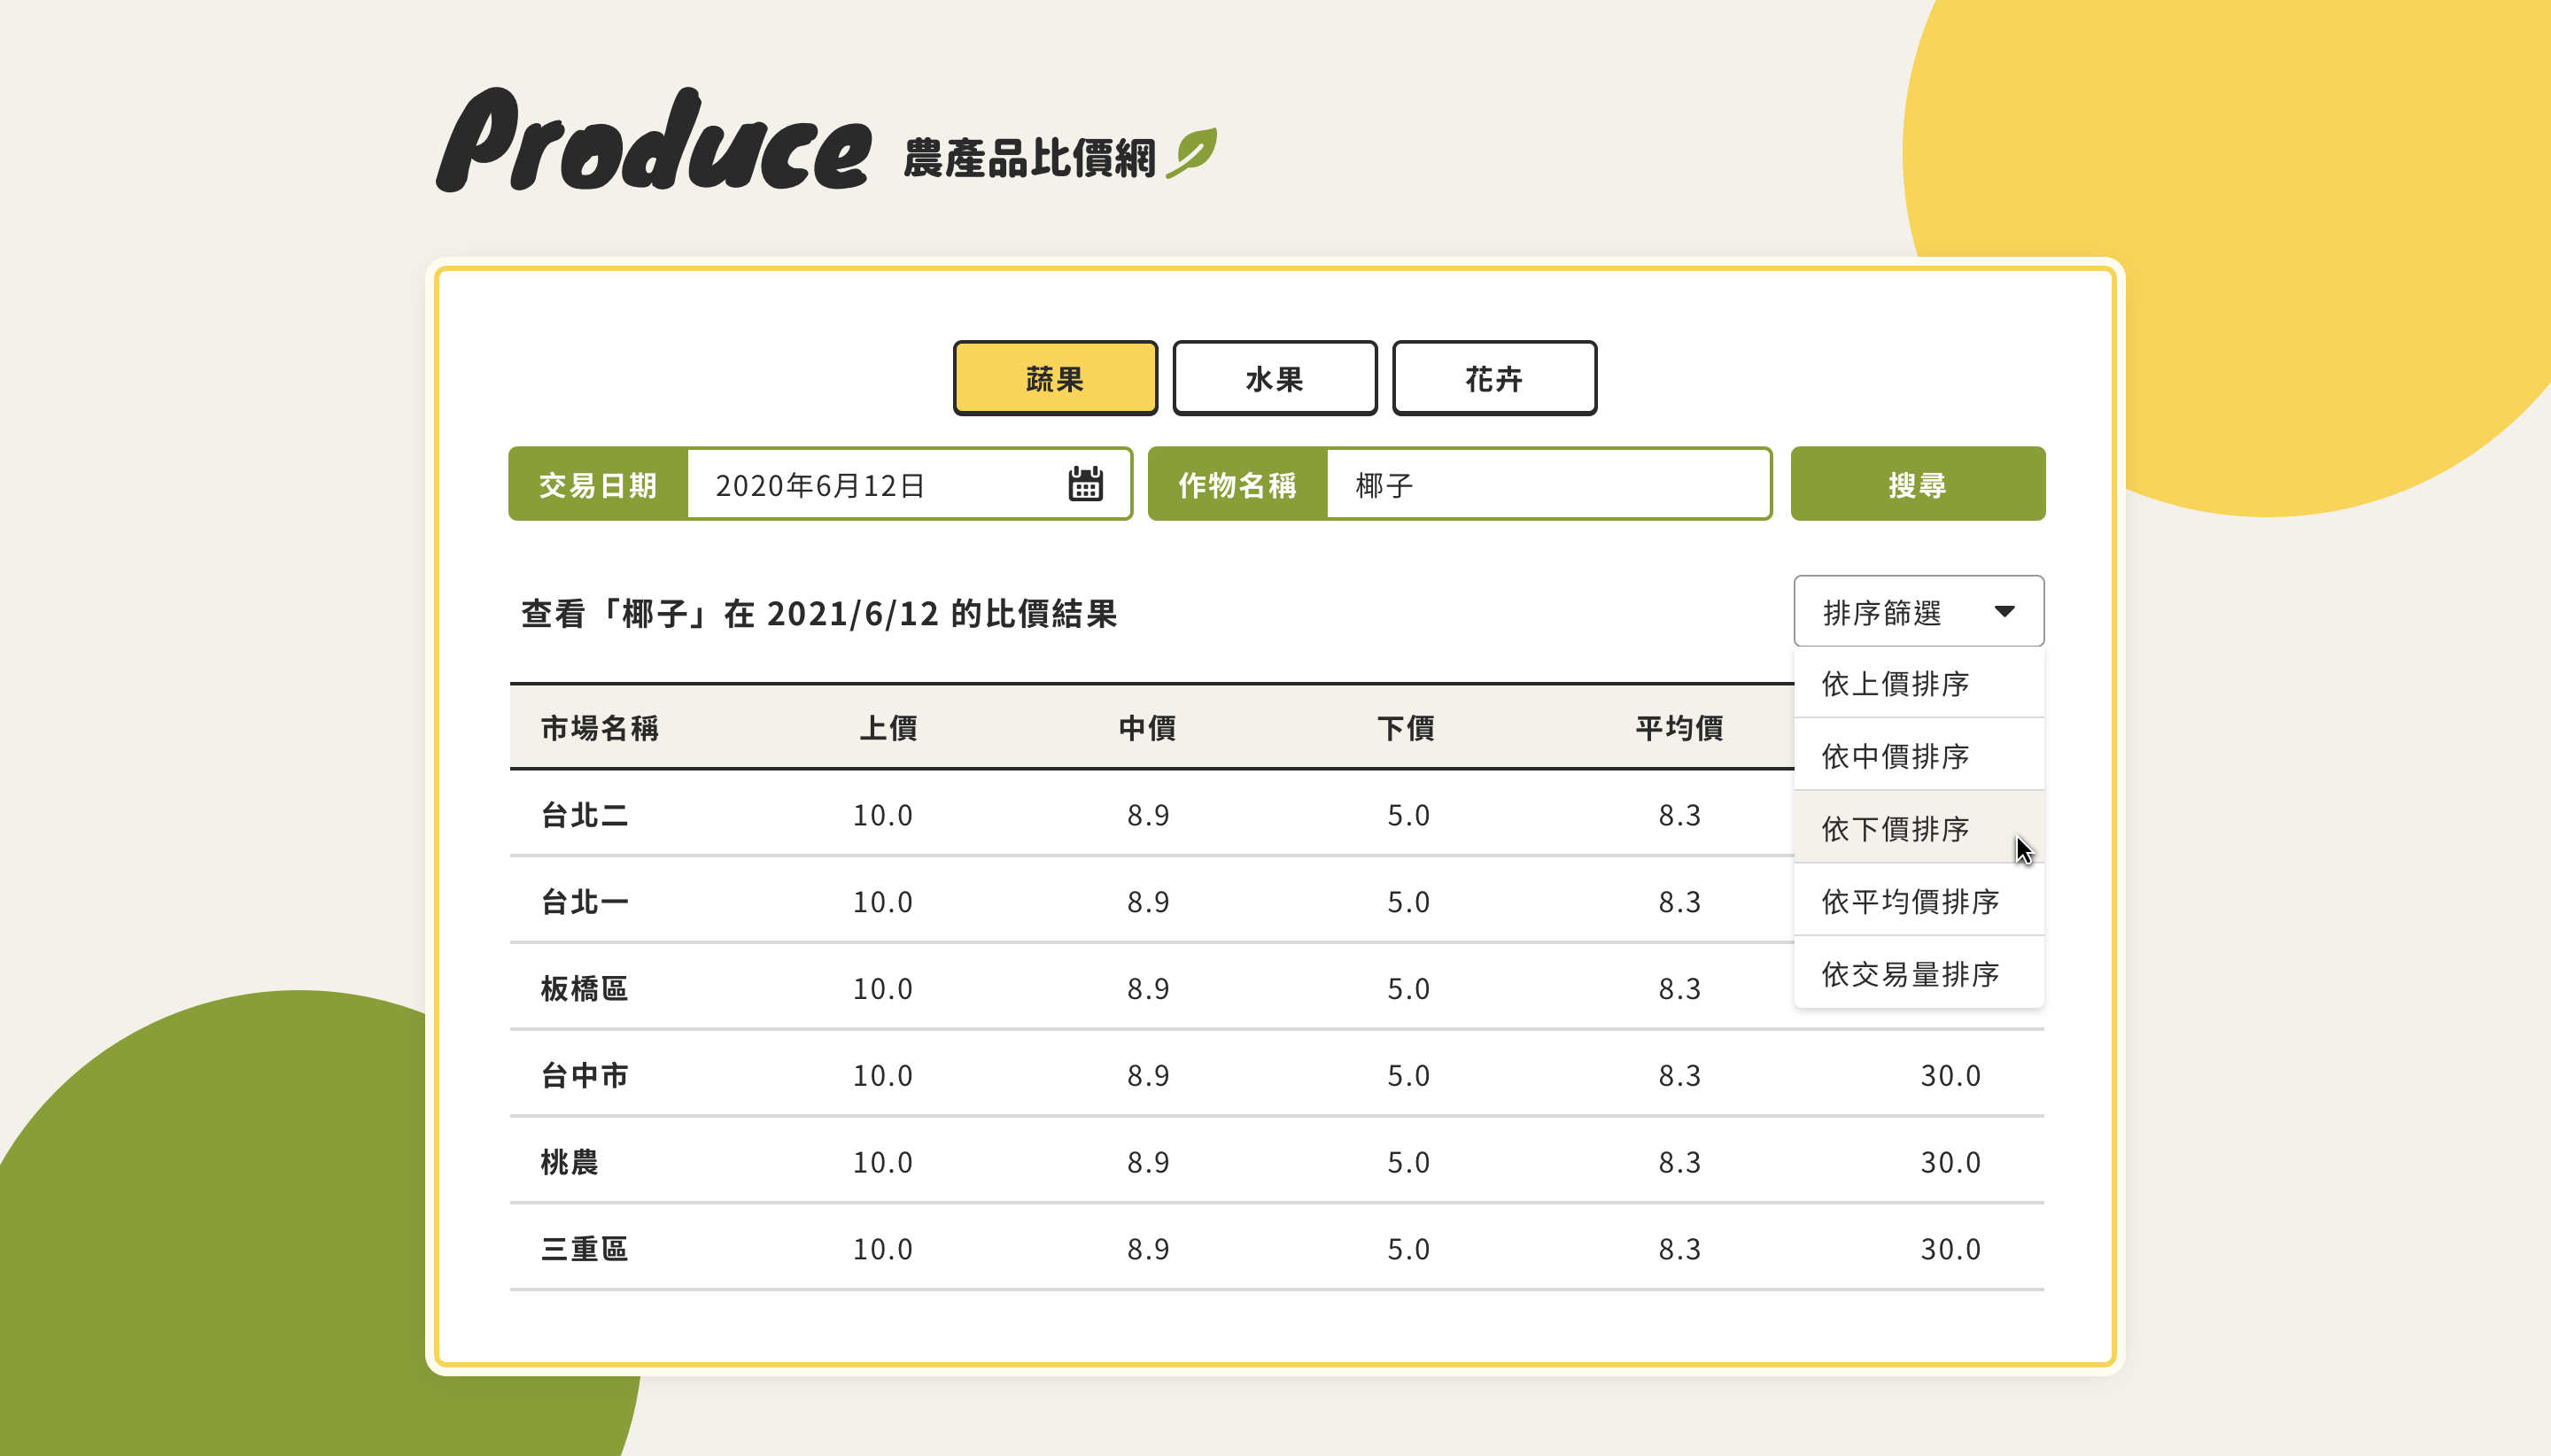 Produce 農產品比價網
蔬果 水果 花卉
交易日期 2020年6月12日 作物名稱 椰子 搜尋
查看「椰子」在 2021/6/12 的比價結果 排序篩選
依上價排序
依中價排序
依下價排序
依平均價排序
依交易量排序
市場名稱 上價 中價 下價 平均價
台北二 10.0 8.9 5.0 8.3
台北一 10.0 8.9 5.0 8.3
板橋區 10.0 8.9 5.0 8.3
台中市 10.0 8.9 5.0 8.3 30.0
桃農 10.0 8.9 5.0 8.3 30.0
三重區 10.0 8.9 5.0 8.3 30.0